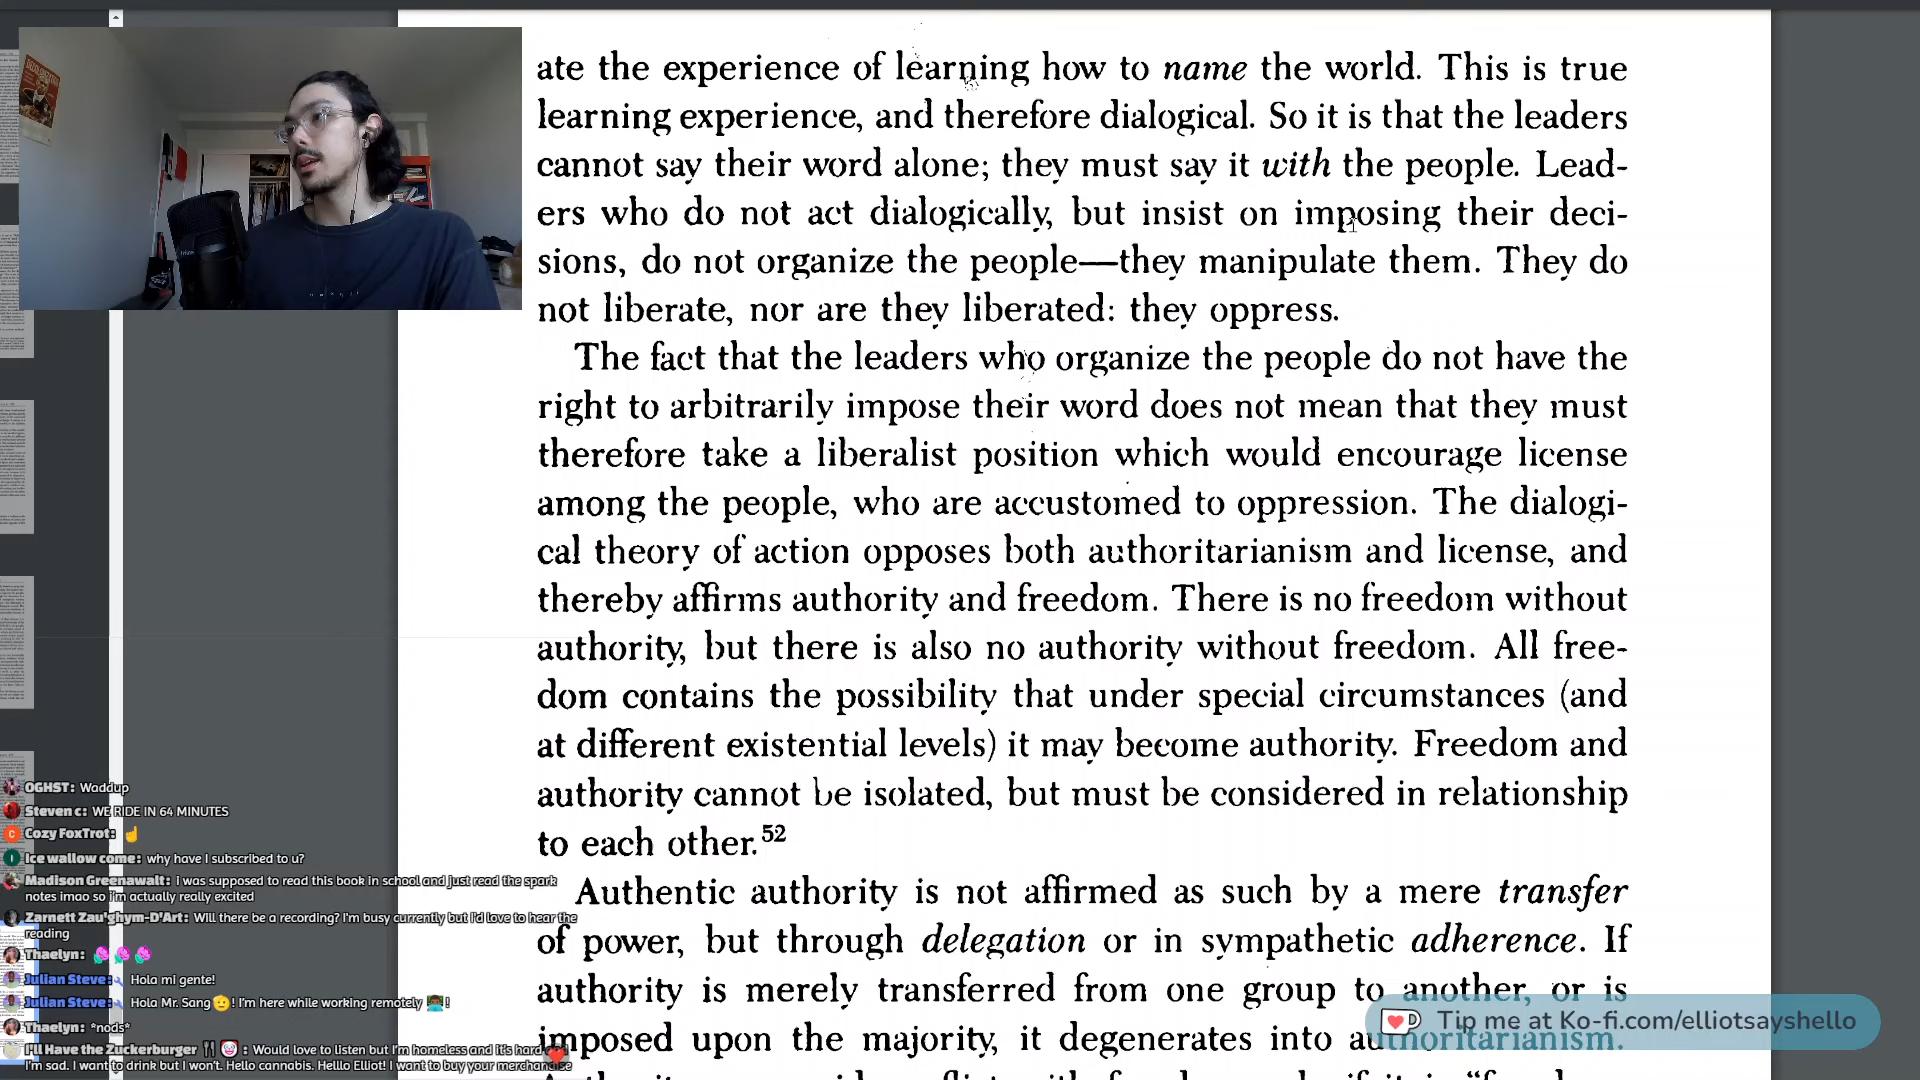 ate the experience of learning how to name the world. This is true
learning experience, and therefore dialogical. So it is that the leaders
cannot say their word alone; they must say it with the people. Lead-
ers who do not act dialogically, but insist on imposing their deci-
sions, do not organize the people—they manipulate them. They do
not liberate, nor are they liberated: they oppress.
The fact that the leaders who organize the people do not have the
right to arbitrarily impose their word does not mean that they must
therefore take a liberalist position which would encourage license
among the people, who are accustomed to oppression. The dialogi-
cal theory of action opposes both authoritarianism and license, and
thereby affirms authority and freedom. There is no freedom without
authority, but there is also no authority without freedom. All free-
dom contains the possibility that under special circumstances (and
at different existential levels) it may become authority. Freedom and
authority cannot be isolated, but must be considered in relationship
to each other.52
Authentic authority is not affirmed as such by a mere transfer
of power, but through delegation or in sympathetic adherence. If
authority is merely transferred from one group to another, or is
imposed upon the majority, it degenerates into authoritarianism.
OGHST: Waddup
Steven c: WE RIDE IN 64 MINUTES
Cozy FoxTrot: ☝
Ice wallow come: why have I subscribed to u?
Madison Greenawalt: i was supposed to read this book in school and just read the spark
notes lmao so i'm actually really excited
Zarnett Zau'ghym-D'Art: Will there be a recording? I'm busy currently but I'd love to hear the
reading
Thaelyn:
Julian Steve: Hola mi gente!
Julian Steve: Hola Mr. Sang! I'm here while working remotely !
Thaelyn: *nods*
I'll Have the Zuckerburger : Would love to listen but I'm homeless and it's hard
I'm sad. I want to drink but I won't. Hello cannabis. Helllo Elliot! I want to buy your merchandise
Tip me at Ko-fi.com/elliotsayshello